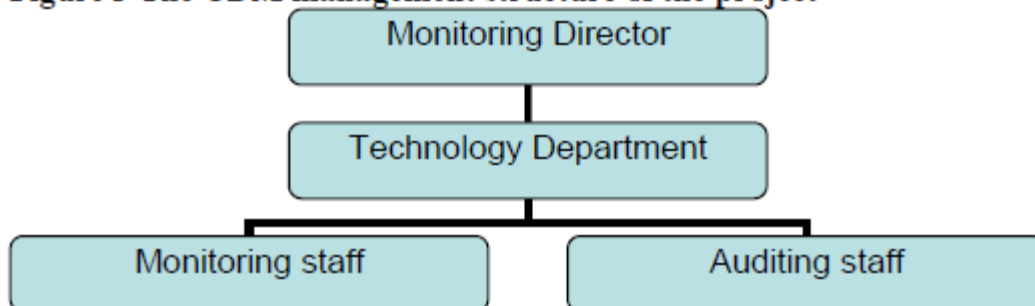 Monitoring Director
Technology Department
Monitoring staff
Auditing staff